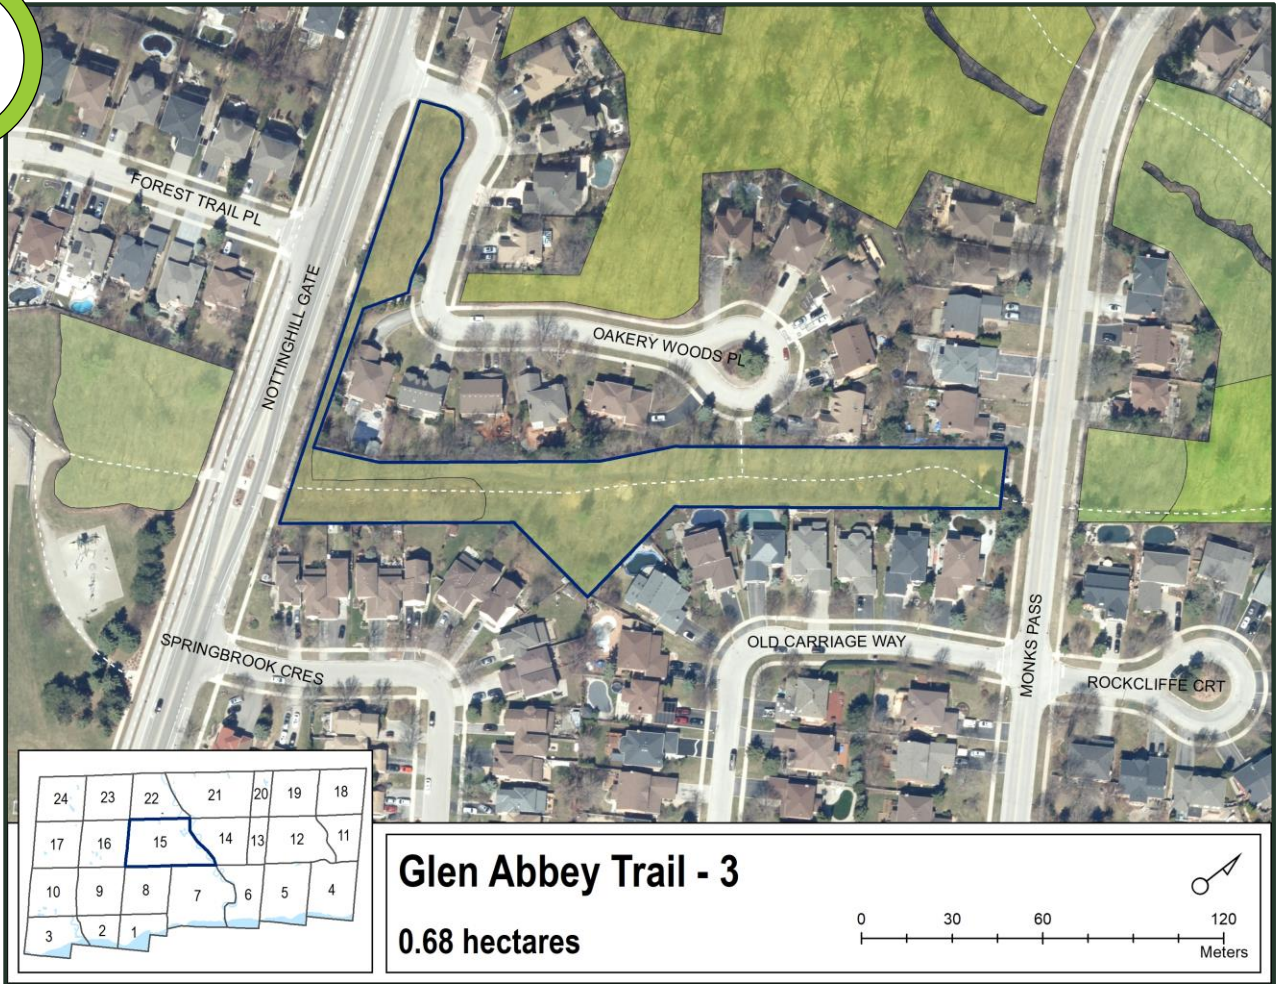 FOREST TRAIL PL
NOTTINGHILL GATE
OAKERY WOODS PL
SPRINGBROOK CRES
OLD CARRIAGE WAY
MONKS PASS
ROCKCLIFFE CRT
24 23 22 21 20 19 18
17 16 15 14 13 12 11
10 9 8 7 6 5 4
3 2 1
Glen Abbey Trail - 3
0.68 hectares
0 30 60 120
Meters